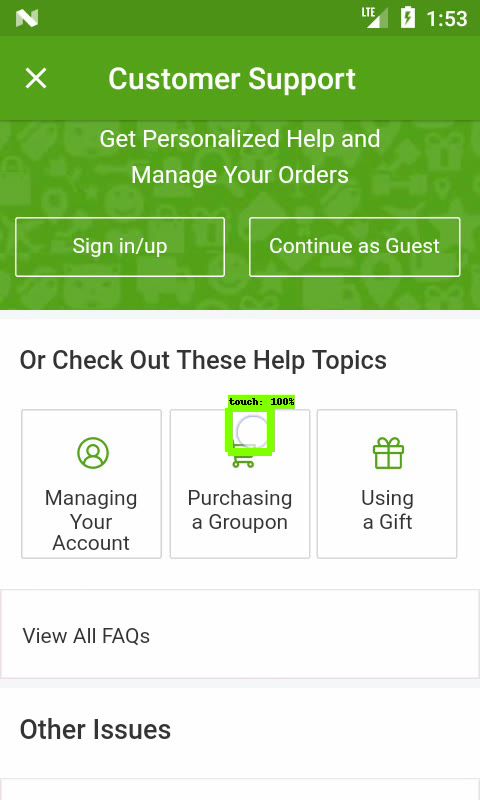 LTE 1:53
Customer Support
Get Personalized Help and
Manage Your Orders
Sign in/up
Continue as Guest
Or Check Out These Help Topics
touch: 100%
Managing
Your
Account
Purchasing
a Groupon
Using
a Gift
View All FAQs
Other Issues